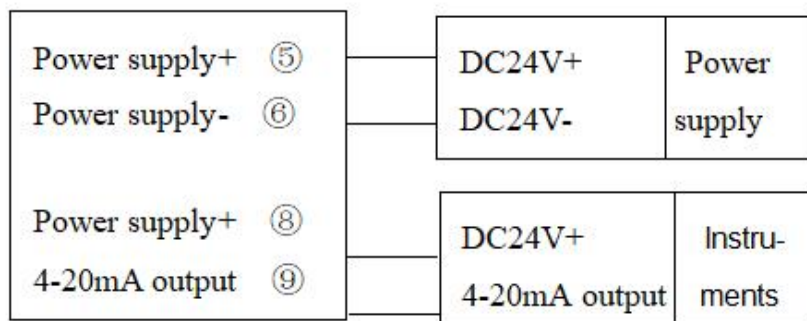 Power supply+ ⑤
Power supply- ⑥
Power supply+ ⑧
4-20mA output ⑨
DC24V+ Power
DC24V- supply
DC24V+ Instru-
4-20mA output ments